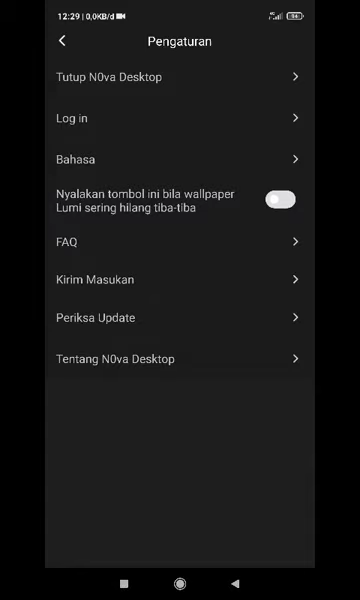 12:29 | 0,0KB/d
94
Pengaturan
Tutup N0va Desktop
Log in
Bahasa
Nyalakan tombol ini bila wallpaper
Lumi sering hilang tiba-tiba
FAQ
Kirim Masukan
Periksa Update
Tentang N0va Desktop